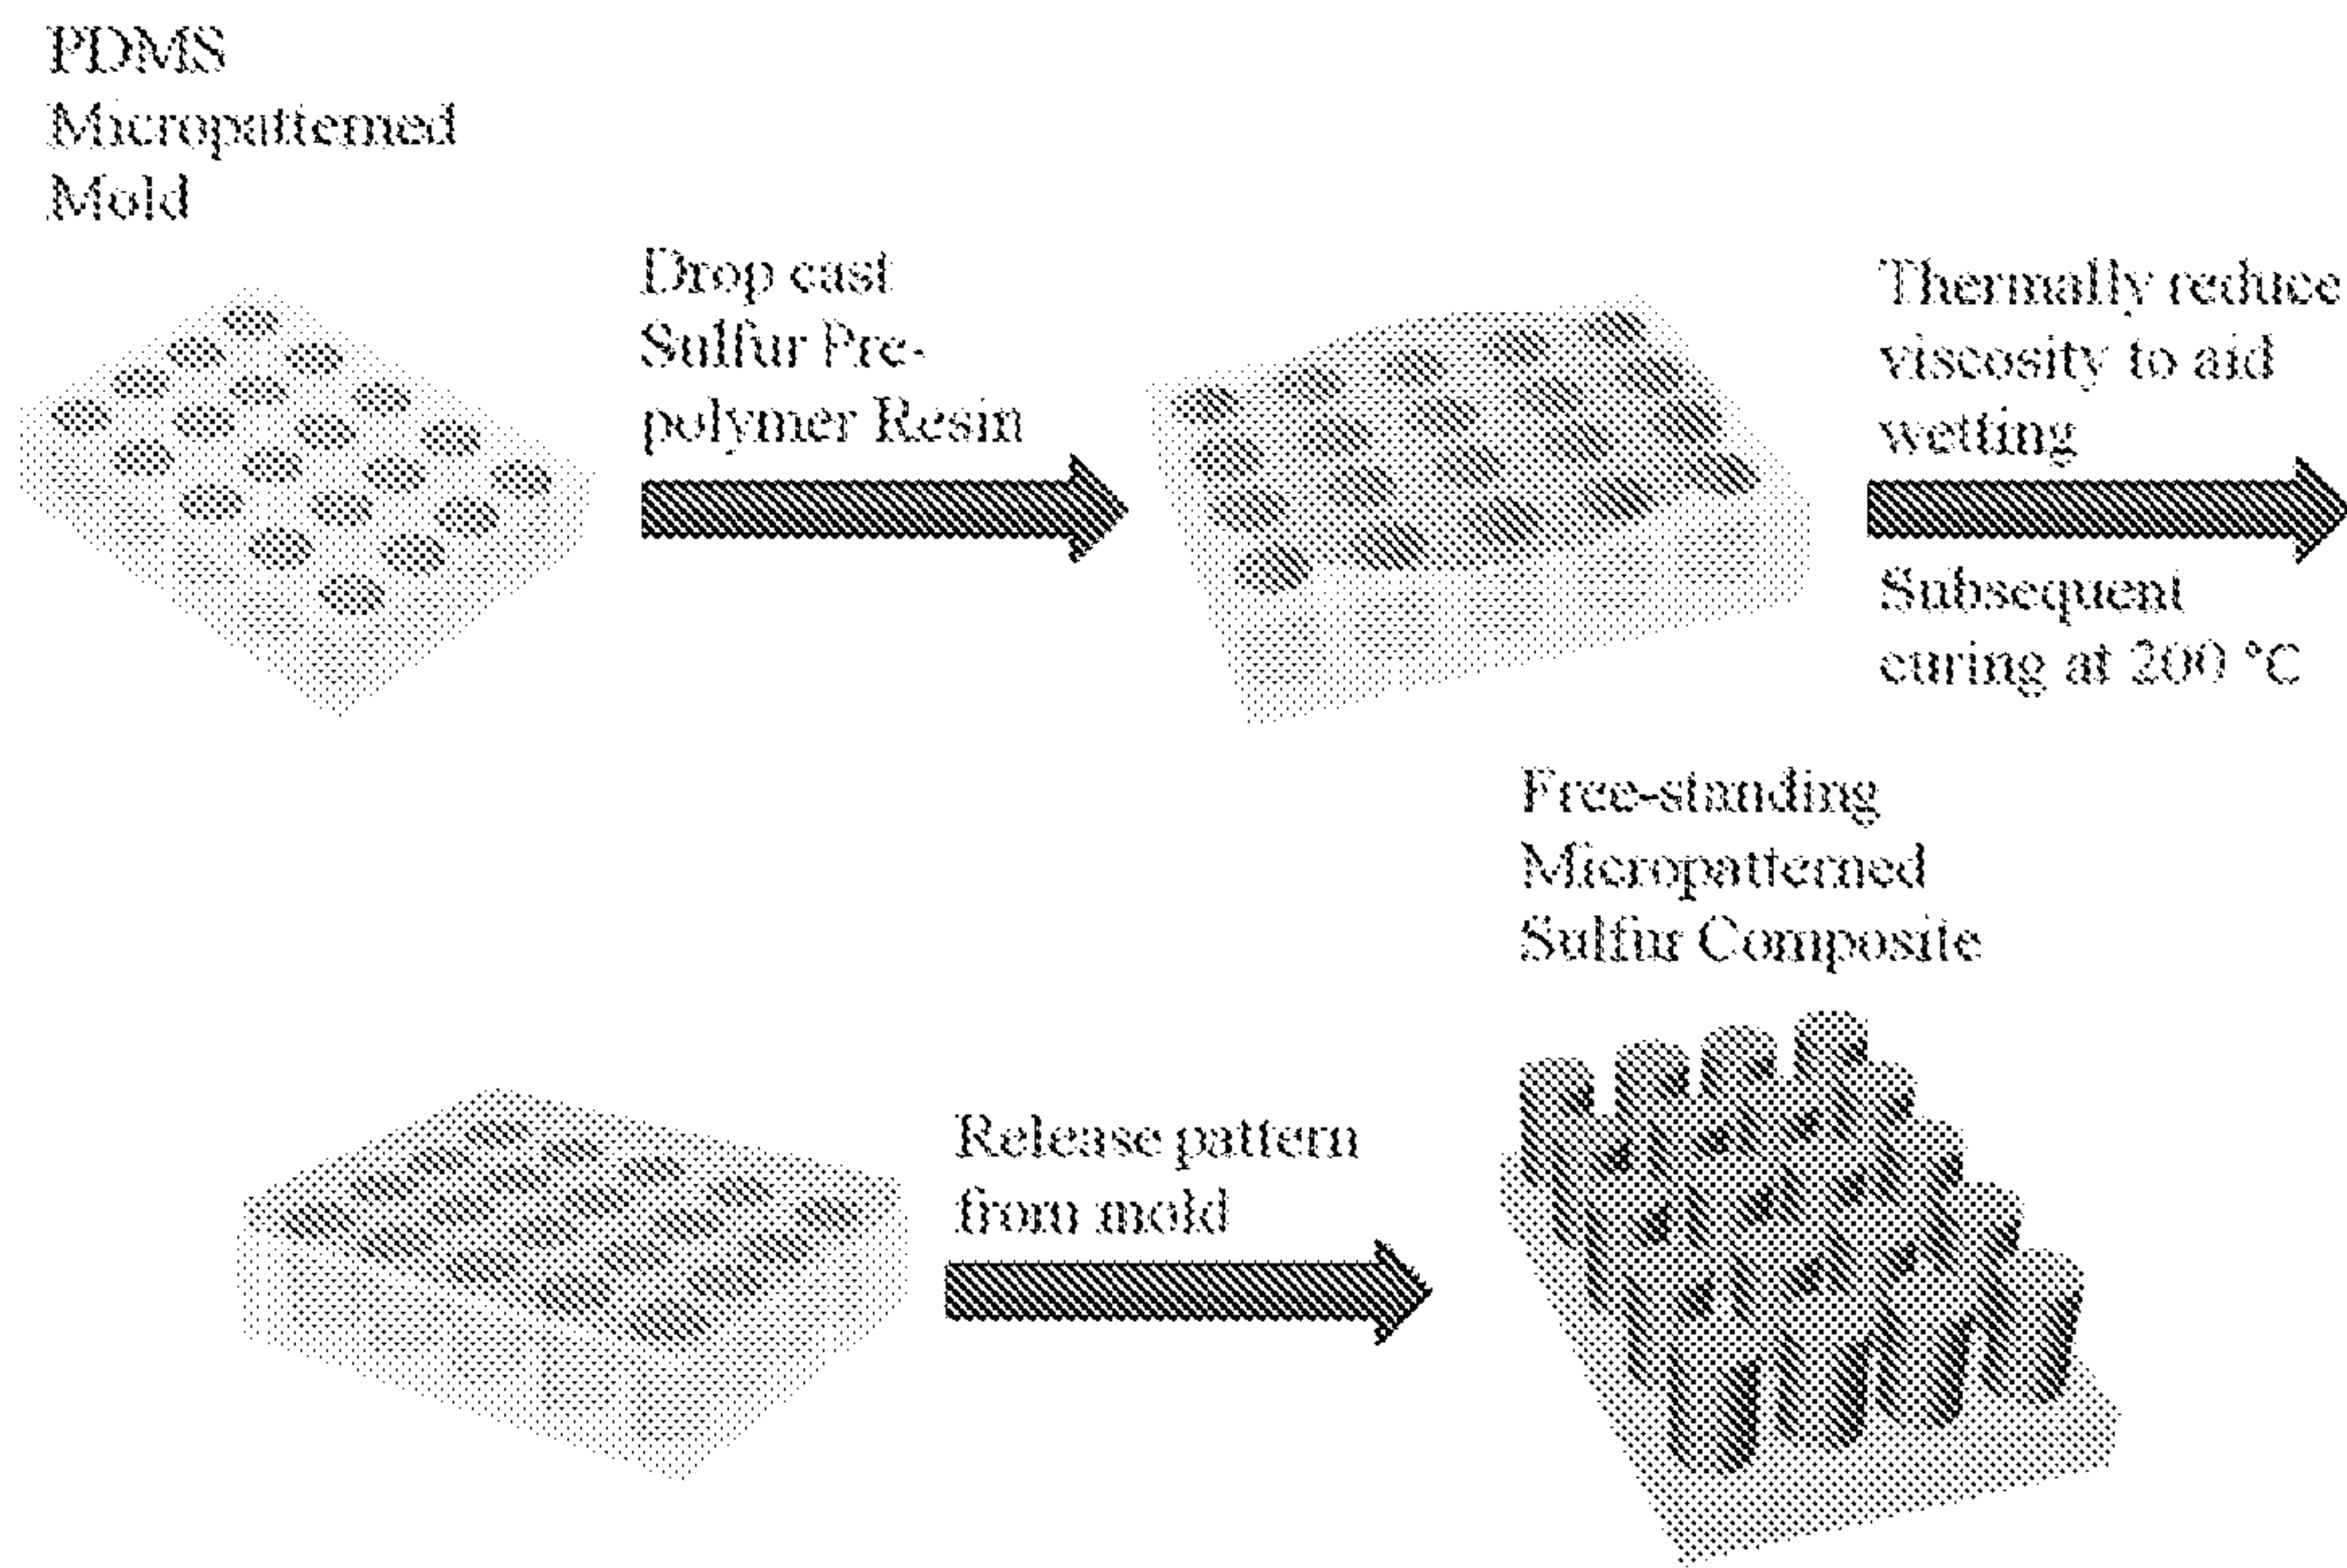 PDMS
Micropatterned
Mold
Drop cast
Sulfur Pre-
polymer Resin
Thermally reduce
viscosity to aid
wetting
Subsequent
curing at 200 °C
Free-standing
Micropatterned
Sulfur Composite
Release pattern
from mold